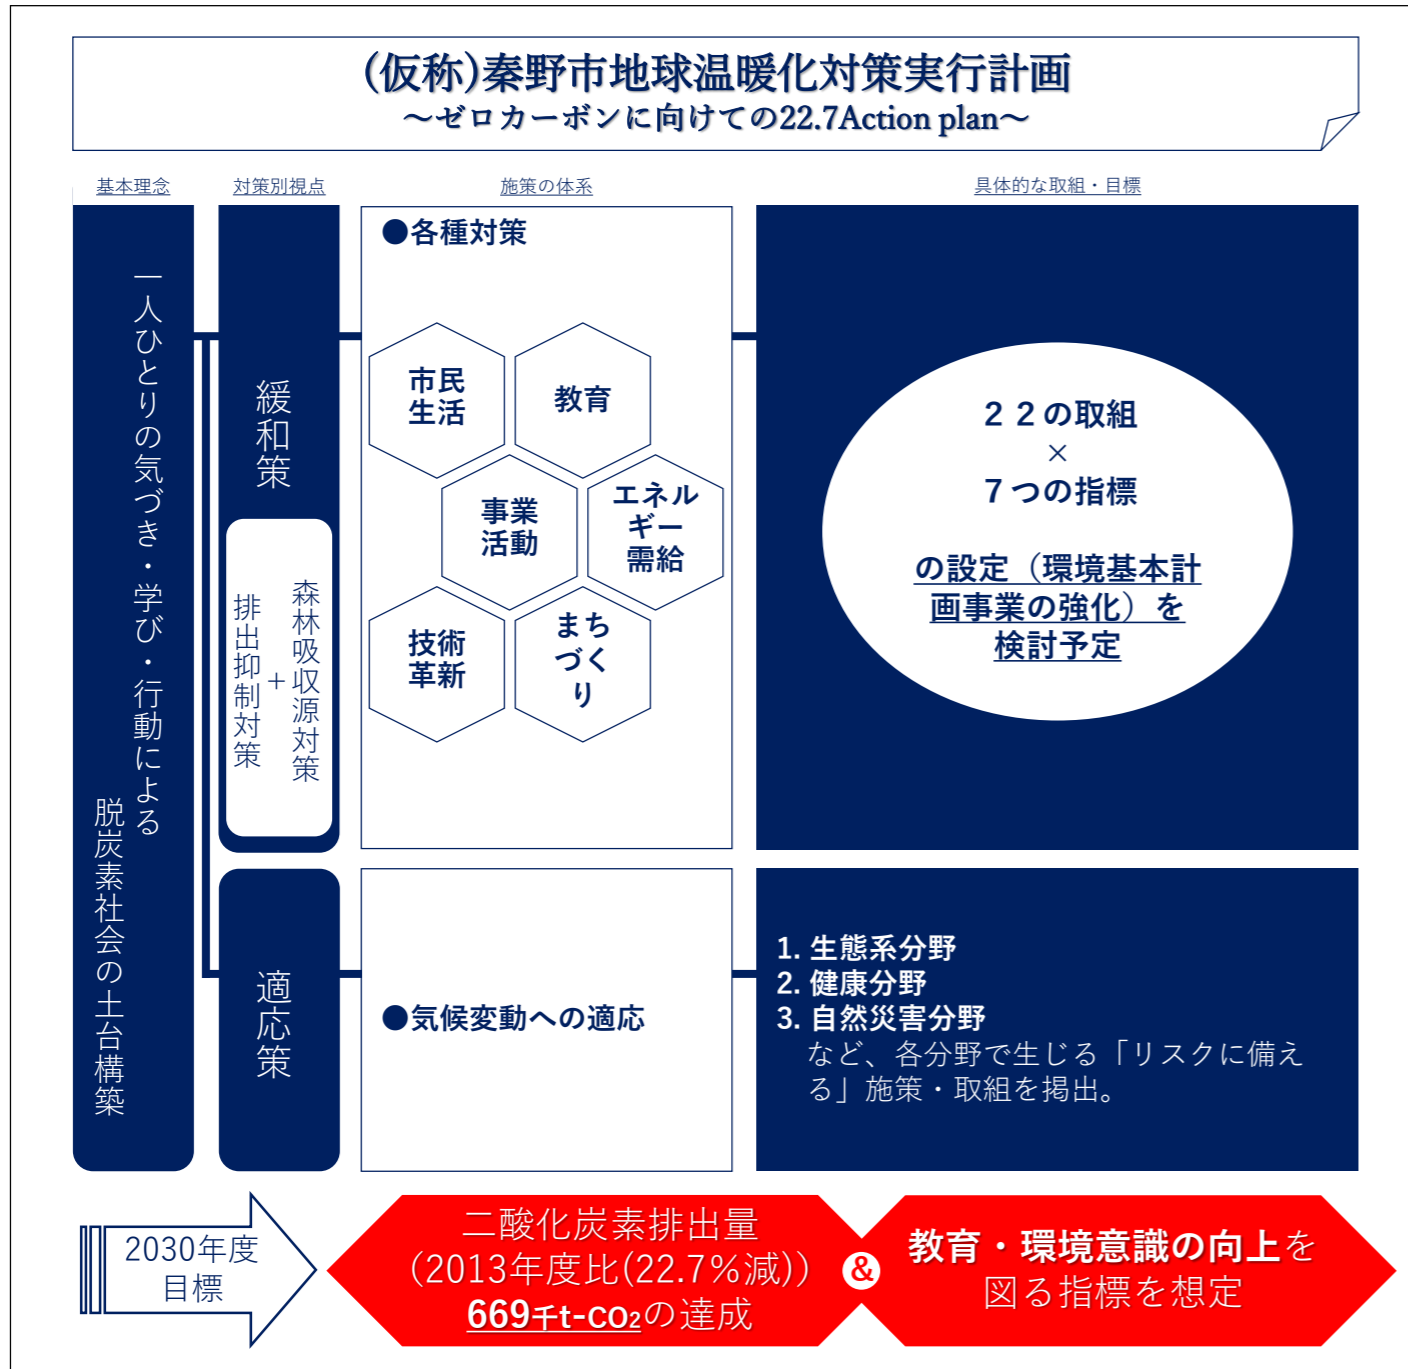 (仮称)秦野市地球温暖化対策実行計画
～ゼロカーボンに向けての22.7Action plan～
基本理念
対策別視点
施策の体系
具体的な取組・目標
一人ひとりの気づき・学び・行動による
脱炭素社会の土台構築
緩和策
森林吸収源対策
＋
排出抑制対策
●各種対策
市民
生活
教育
事業
活動
エネル
ギー
需給
技術
革新
まち
づく
り
２２の取組
×
７つの指標
の設定（環境基本計
画事業の強化）を
検討予定
適応策
●気候変動への適応
1. 生態系分野
2. 健康分野
3. 自然災害分野
など、各分野で生じる「リスクに備え
る」施策・取組を掲出。
2030年度
目標
二酸化炭素排出量
（2013年度比(22.7％減)）
669千t-CO₂の達成
&
教育・環境意識の向上を
図る指標を想定